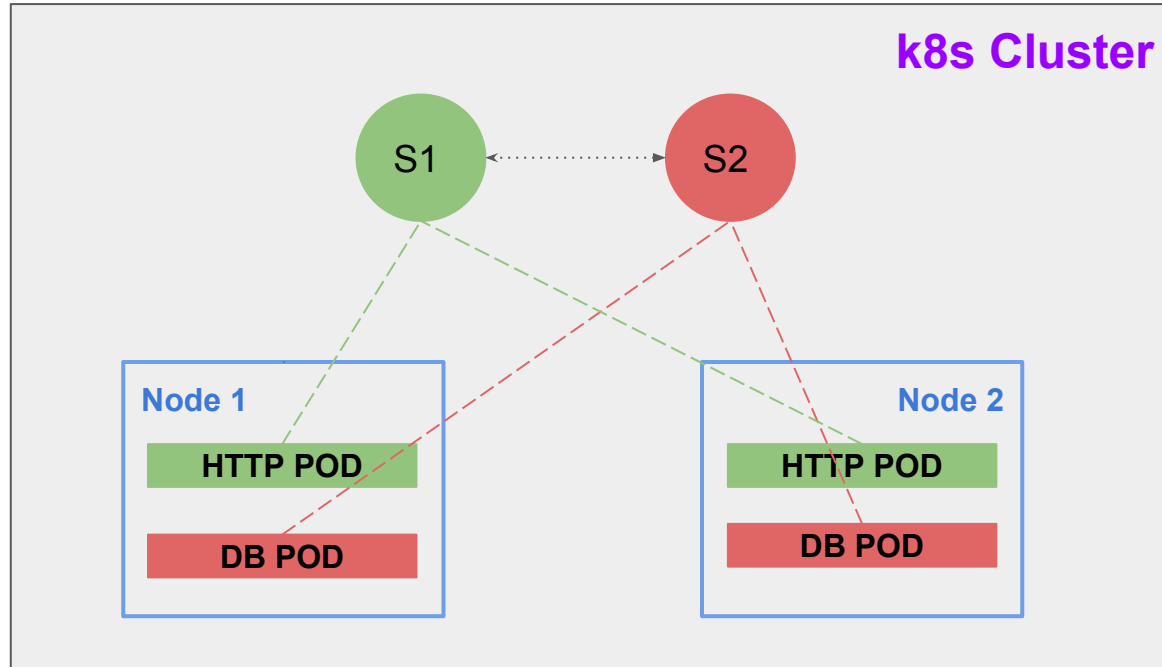 k8s Cluster
S1
S2
Node 1
Node 2
HTTP POD
HTTP POD
DB POD
DB POD